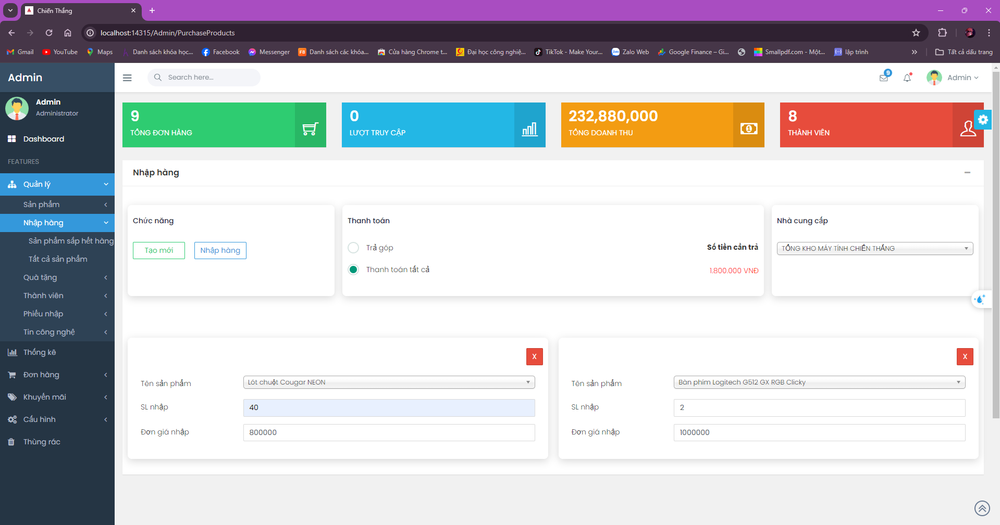 Chiến Thắng
localhost:14315/Admin/PurchaseProducts
Gmail
YouTube
Maps
Danh sách khóa học...
Facebook
Messenger
F8
Danh sách các khóa...
Cửa hàng Chrome t...
Đại học công nghiệ...
TikTok - Make Your...
Zalo Web
Google Finance – Gi...
Smallpdf.com - Một...
lập trình
Tất cả dấu trang
Admin
Search here...
9
Admin
Admin
Administrator
Dashboard
FEATURES
Quản lý
Sản phẩm
Nhập hàng
Sản phẩm sắp hết hàng
Tất cả sản phẩm
Quà tặng
Thành viên
Phiếu nhập
Tin công nghệ
Thống kê
Đơn hàng
Khuyến mãi
Cấu hình
Thùng rác
9
TỔNG ĐƠN HÀNG
0
LƯỢT TRUY CẬP
232,880,000
TỔNG DOANH THU
8
THÀNH VIÊN
Nhập hàng
Chức năng
Tạo mới
Nhập hàng
Thanh toán
Trả góp
Số tiền cần trả
Thanh toán tất cả
1.800.000 VNĐ
Nhà cung cấp
TỔNG KHO MÁY TÍNH CHIẾN THẮNG
X
Tên sản phẩm
Lót chuột Cougar NEON
SL nhập
40
Đơn giá nhập
800000
X
Tên sản phẩm
Bàn phím Logitech G512 GX RGB Clicky
SL nhập
2
Đơn giá nhập
1000000